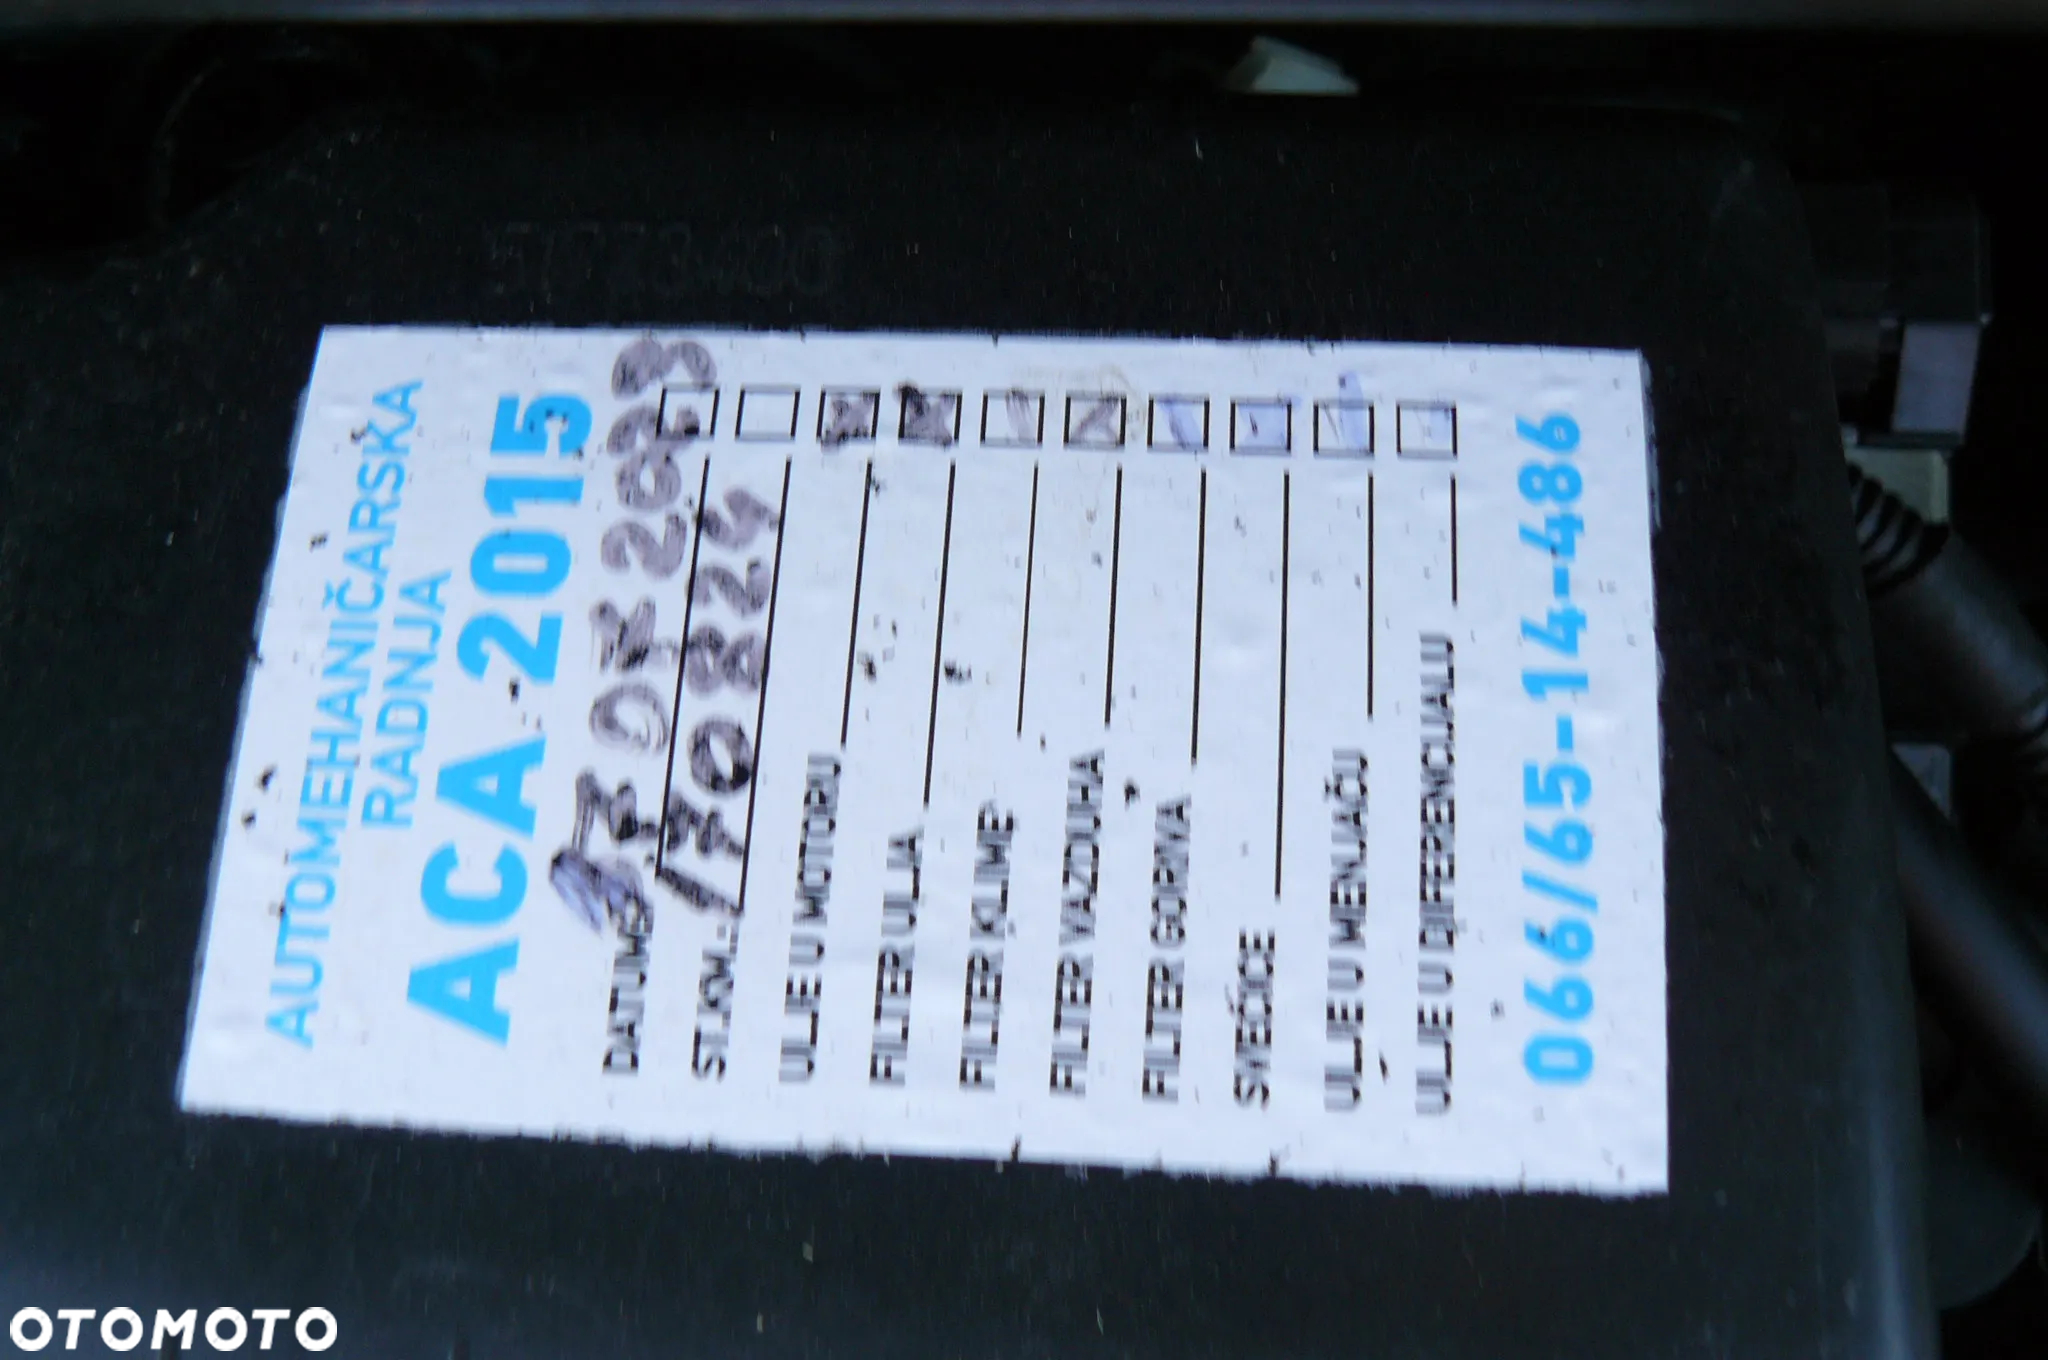 AUTOMEHANIČARSKA
RADNJA
ACA 2015
DATUM:
ST.KM.: 170824
ULJE U MOTORU
FILTER ULJA
FILTER KLIME
FILTER VAZDUHA
FILTER GORIVA
SVEĆICE
ULJE U MENJAČU
ULJE U DIFERENCIJALU
066/65-14-486
OTOMOTO